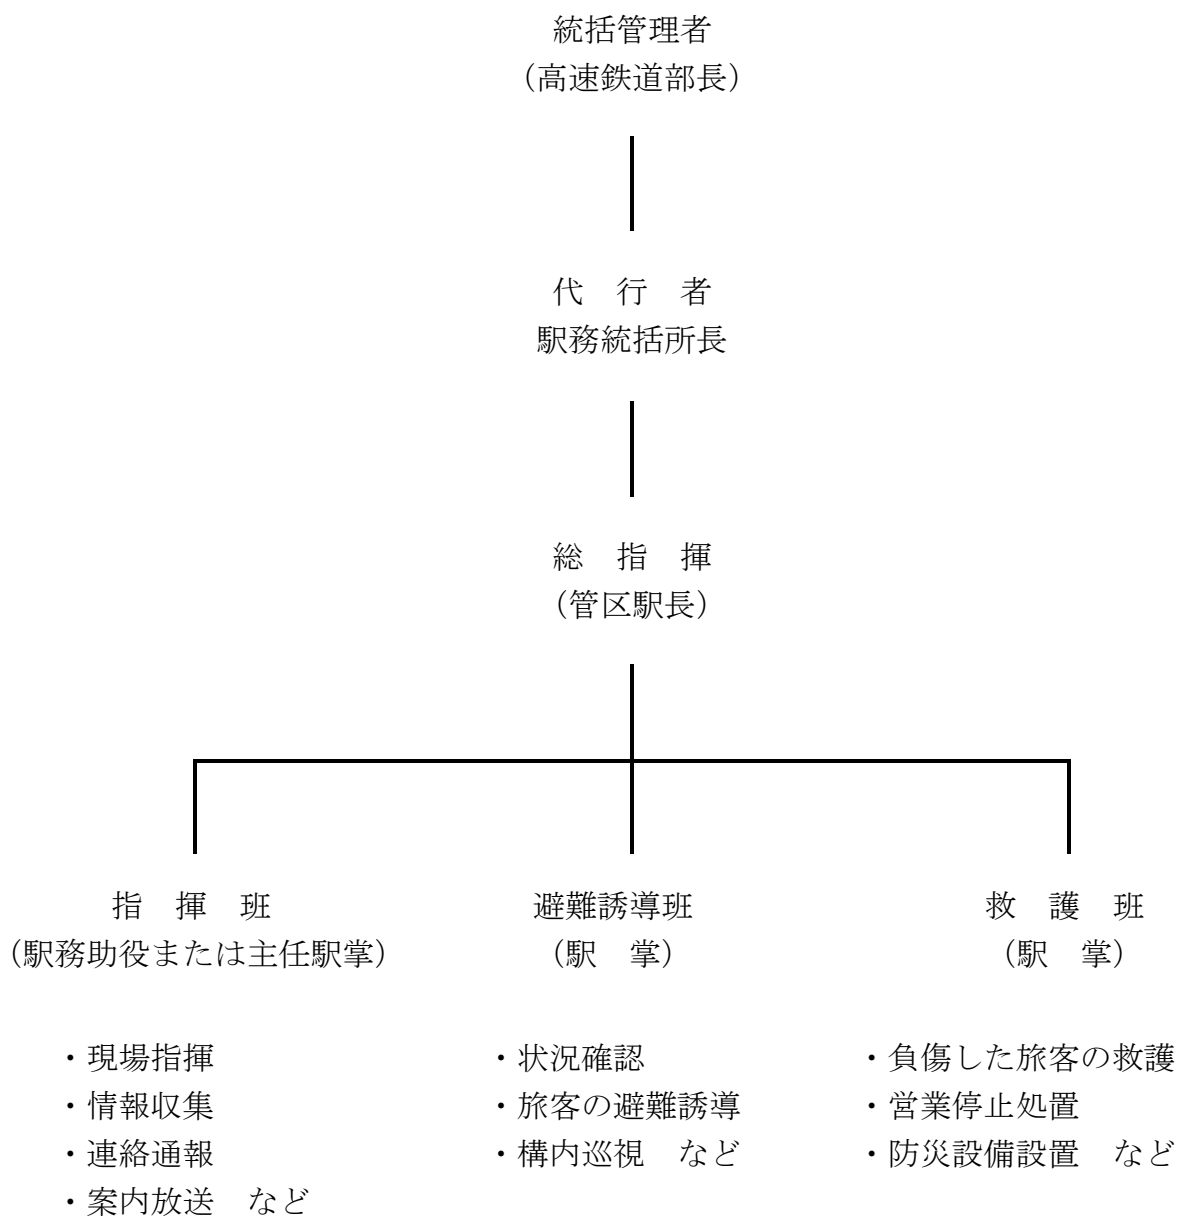 統括管理者
（高速鉄道部長）
代　行　者
駅務統括所長
総　指　揮
（管区駅長）
指　揮　班
（駅務助役または主任駅掌）
・現場指揮
・情報収集
・連絡通報
・案内放送　など
避難誘導班
（駅　掌）
・状況確認
・旅客の避難誘導
・構内巡視　など
救　護　班
（駅　掌）
・負傷した旅客の救護
・営業停止処置
・防災設備設置　など